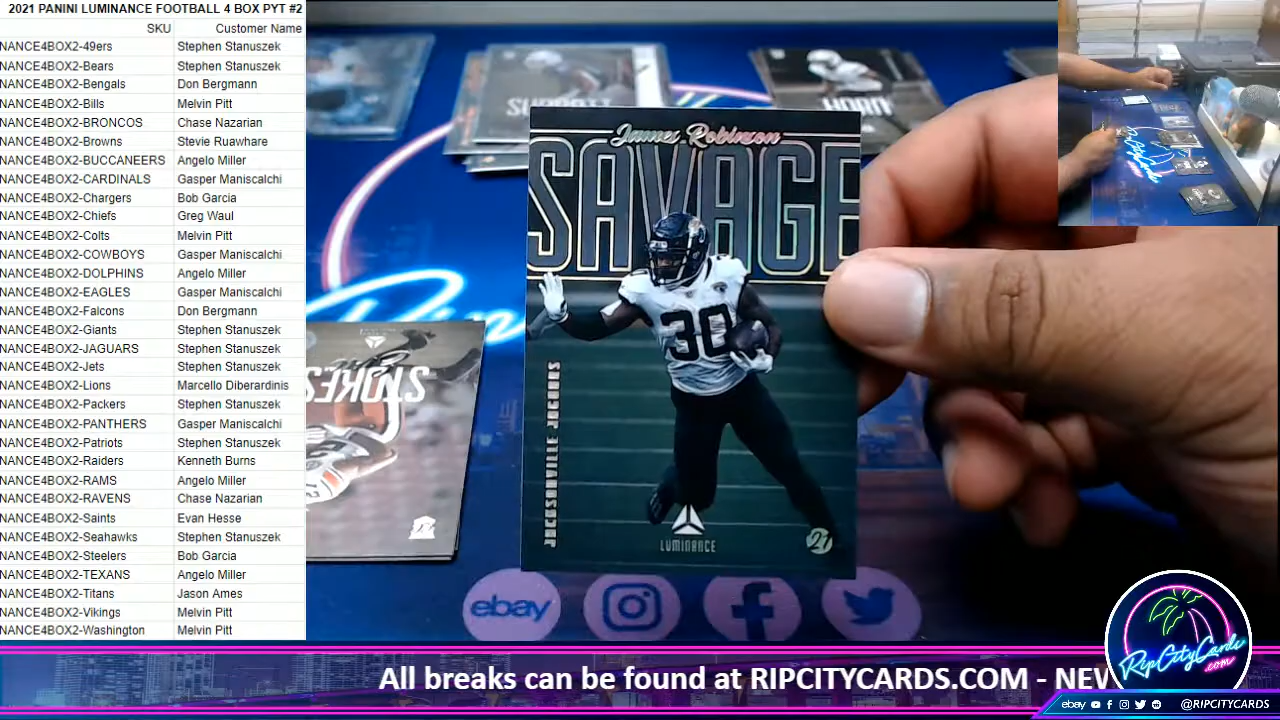 2021 PANINI LUMINANCE FOOTBALL 4 BOX PYT #2
SKU Customer Name
NANCE4BOX2-49ers Stephen Stanuszek
NANCE4BOX2-Bears Stephen Stanuszek
NANCE4BOX2-Bengals Don Bergmann
NANCE4BOX2-Bills Melvin Pitt
NANCE4BOX2-BRONCOS Chase Nazarian
NANCE4BOX2-Browns Stevie Ruawhare
NANCE4BOX2-BUCCANEERS Angelo Miller
NANCE4BOX2-CARDINALS Gasper Maniscalchi
NANCE4BOX2-Chargers Bob Garcia
NANCE4BOX2-Chiefs Greg Waul
NANCE4BOX2-Colts Melvin Pitt
NANCE4BOX2-COWBOYS Gasper Maniscalchi
NANCE4BOX2-DOLPHINS Angelo Miller
NANCE4BOX2-EAGLES Gasper Maniscalchi
NANCE4BOX2-Falcons Don Bergmann
NANCE4BOX2-Giants Stephen Stanuszek
NANCE4BOX2-JAGUARS Stephen Stanuszek
NANCE4BOX2-Jets Stephen Stanuszek
NANCE4BOX2-Lions Marcello Diberardinis
NANCE4BOX2-Packers Stephen Stanuszek
NANCE4BOX2-PANTHERS Gasper Maniscalchi
NANCE4BOX2-Patriots Stephen Stanuszek
NANCE4BOX2-Raiders Kenneth Burns
NANCE4BOX2-RAMS Angelo Miller
NANCE4BOX2-RAVENS Chase Nazarian
NANCE4BOX2-Saints Evan Hesse
NANCE4BOX2-Seahawks Stephen Stanuszek
NANCE4BOX2-Steelers Bob Garcia
NANCE4BOX2-TEXANS Angelo Miller
NANCE4BOX2-Titans Jason Ames
NANCE4BOX2-Vikings Melvin Pitt
NANCE4BOX2-Washington Melvin Pitt
HORN
James Robinson
SAVAGE
30
JACKSONVILLE JAGUARS
LUMINANCE
21
STOKES
ebay
All breaks can be found at RIPCITYCARDS.COM - NEW
RipCityCards
.com
ebay @RIPCITYCARDS